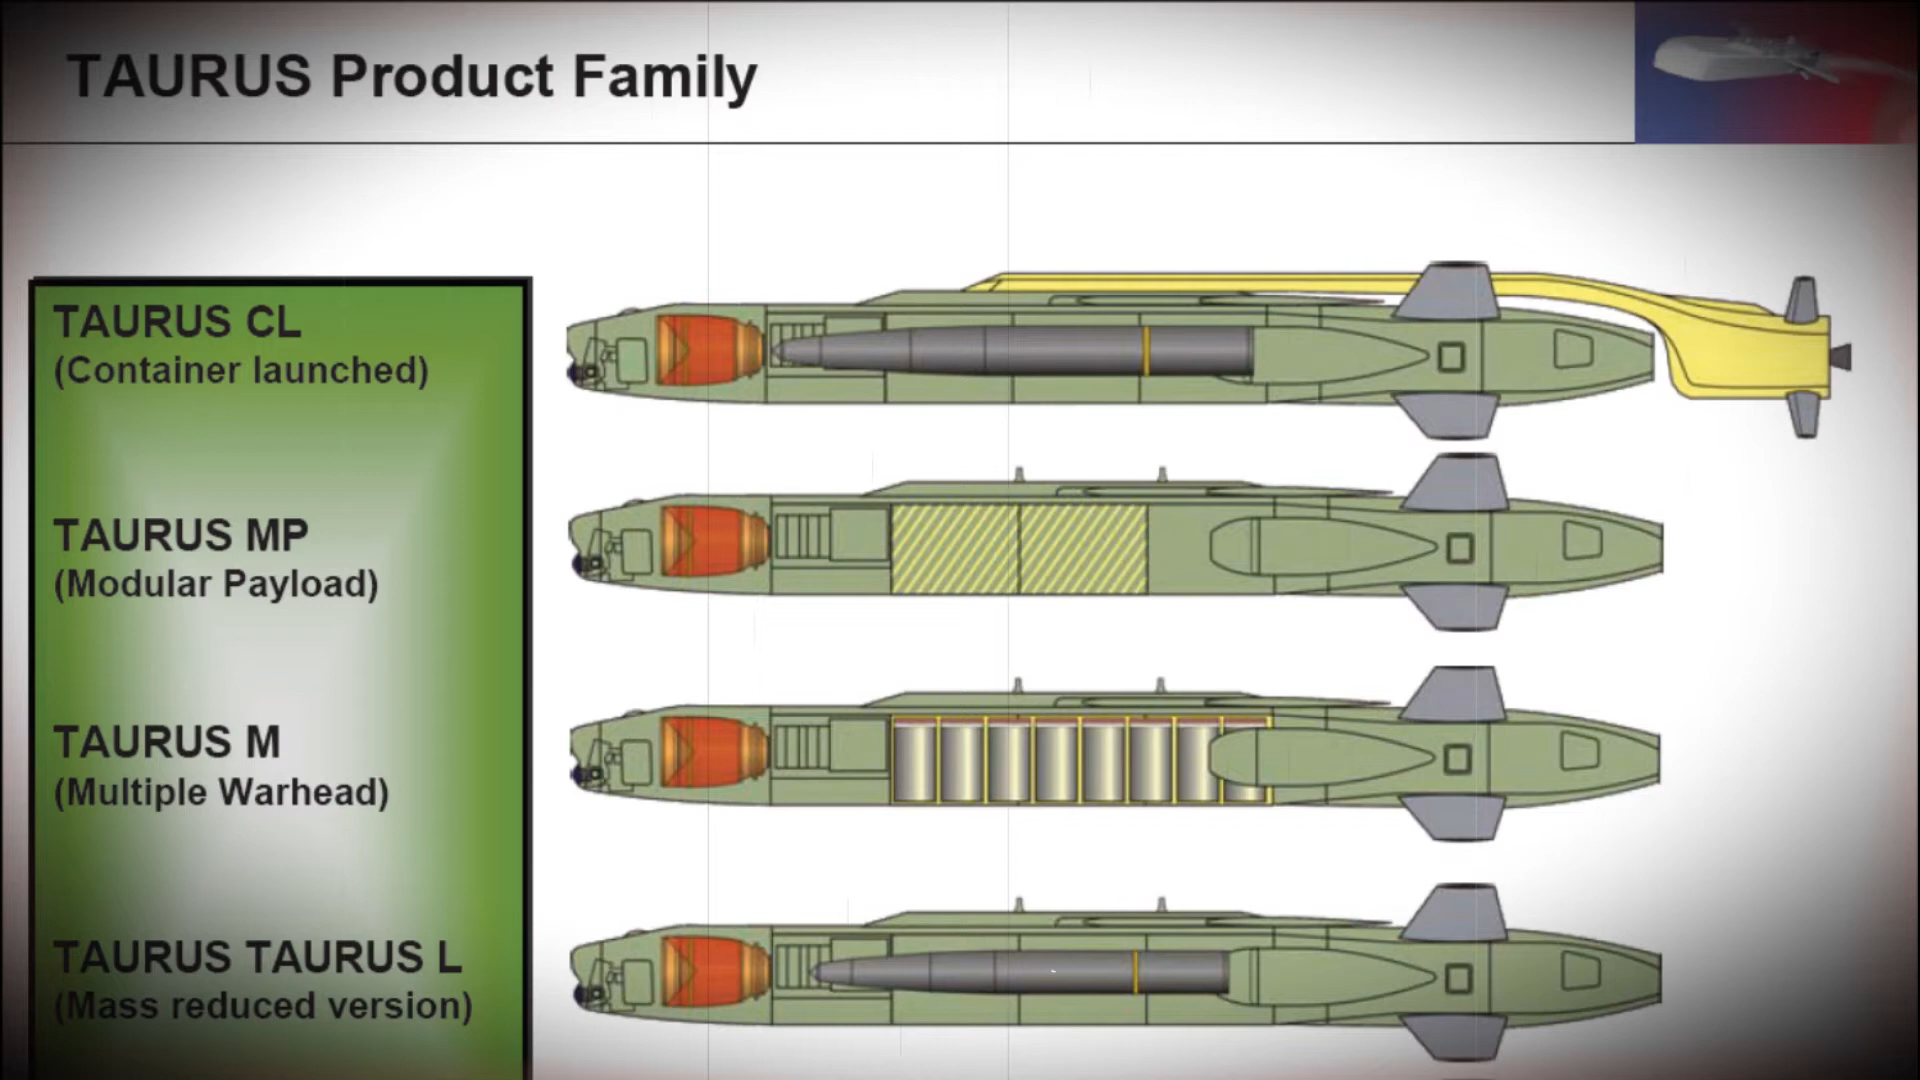 TAURUS Product Family
TAURUS CL
(Container launched)
TAURUS MP
(Modular Payload)
TAURUS M
(Multiple Warhead)
TAURUS TAURUS L
(Mass reduced version)